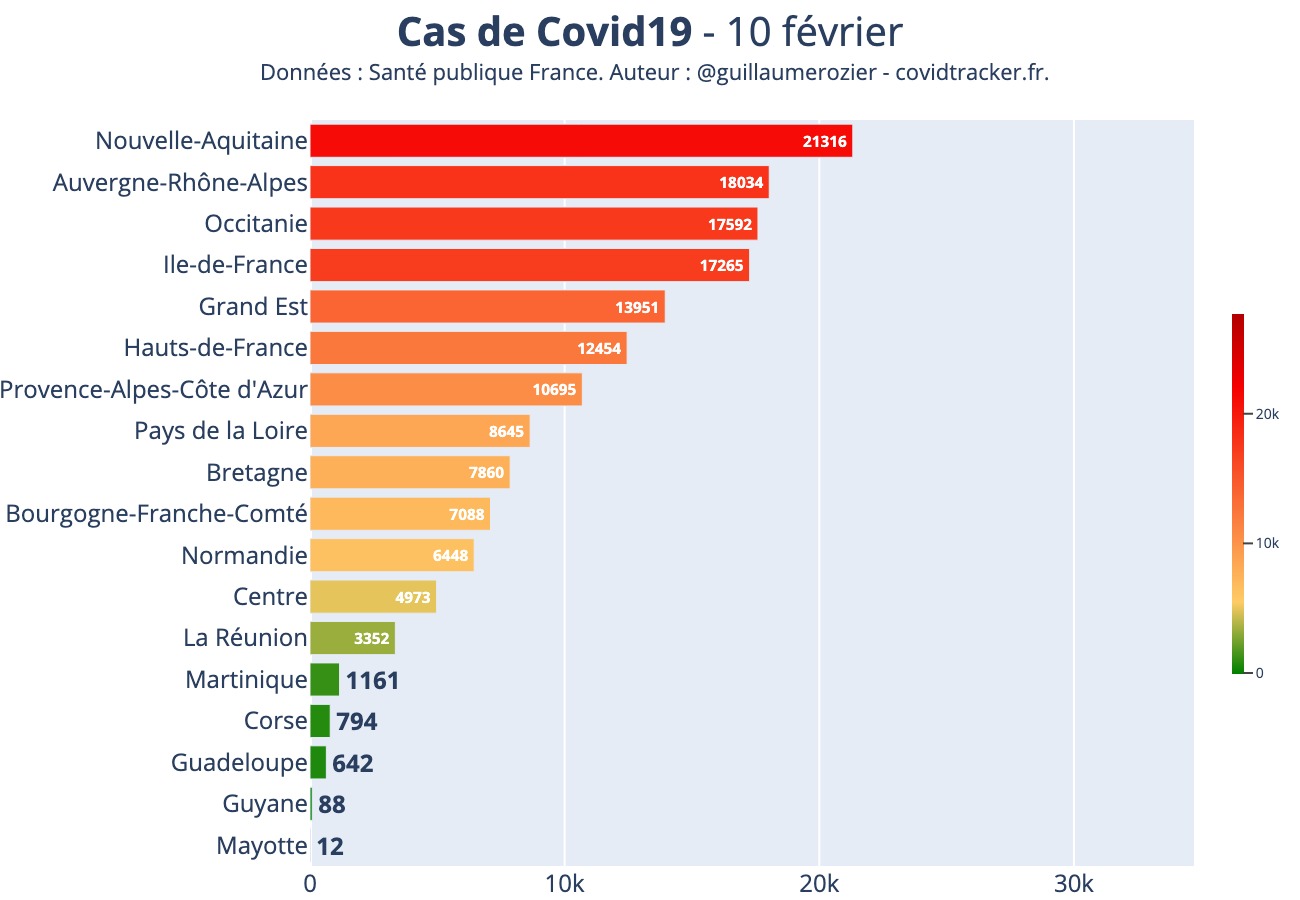 Cas de Covid19 - 10 février
Données : Santé publique France. Auteur : @guillaumerozier - covidtracker.fr.
Nouvelle-Aquitaine 21316
Auvergne-Rhône-Alpes 18034
Occitanie 17592
Ile-de-France 17265
Grand Est 13951
Hauts-de-France 12454
Provence-Alpes-Côte d'Azur 10695
Pays de la Loire 8645
Bretagne 7860
Bourgogne-Franche-Comté 7088
Normandie 6448
Centre 4973
La Réunion 3352
Martinique 1161
Corse 794
Guadeloupe 642
Guyane 88
Mayotte 12
0 10k 20k 30k
20k
10k
0